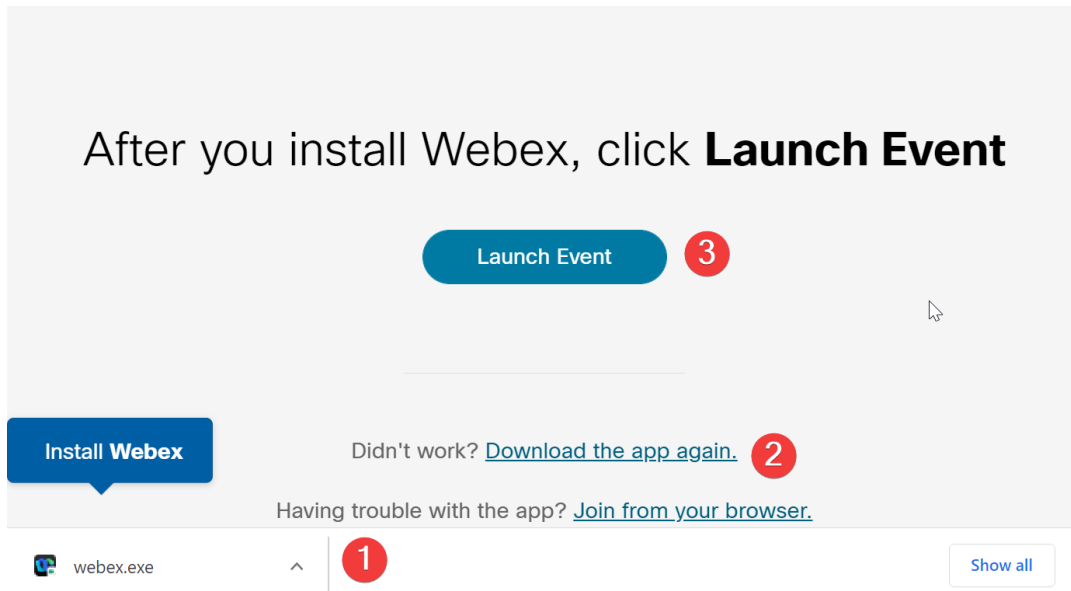 After you install Webex, click Launch Event
Launch Event 3
Install Webex
Didn't work? Download the app again. 2
Having trouble with the app? Join from your browser.
webex.exe 1 Show all